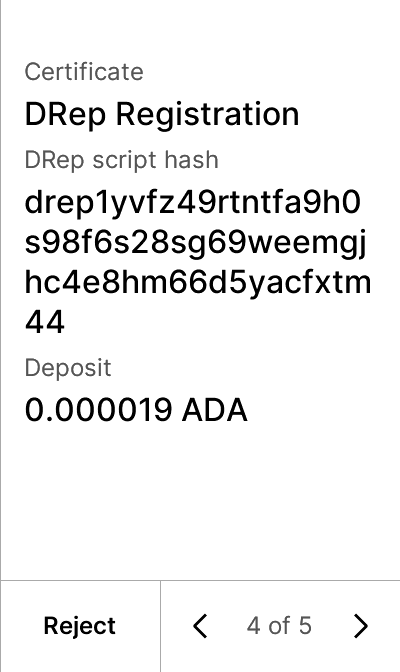 Certificate
DRep Registration
DRep script hash
drep1yvfz49rtntfa9h0
s98f6s28sg69weemgj
hc4e8hm66d5yacfxtm
44
Deposit
0.000019 ADA
Reject
4 of 5